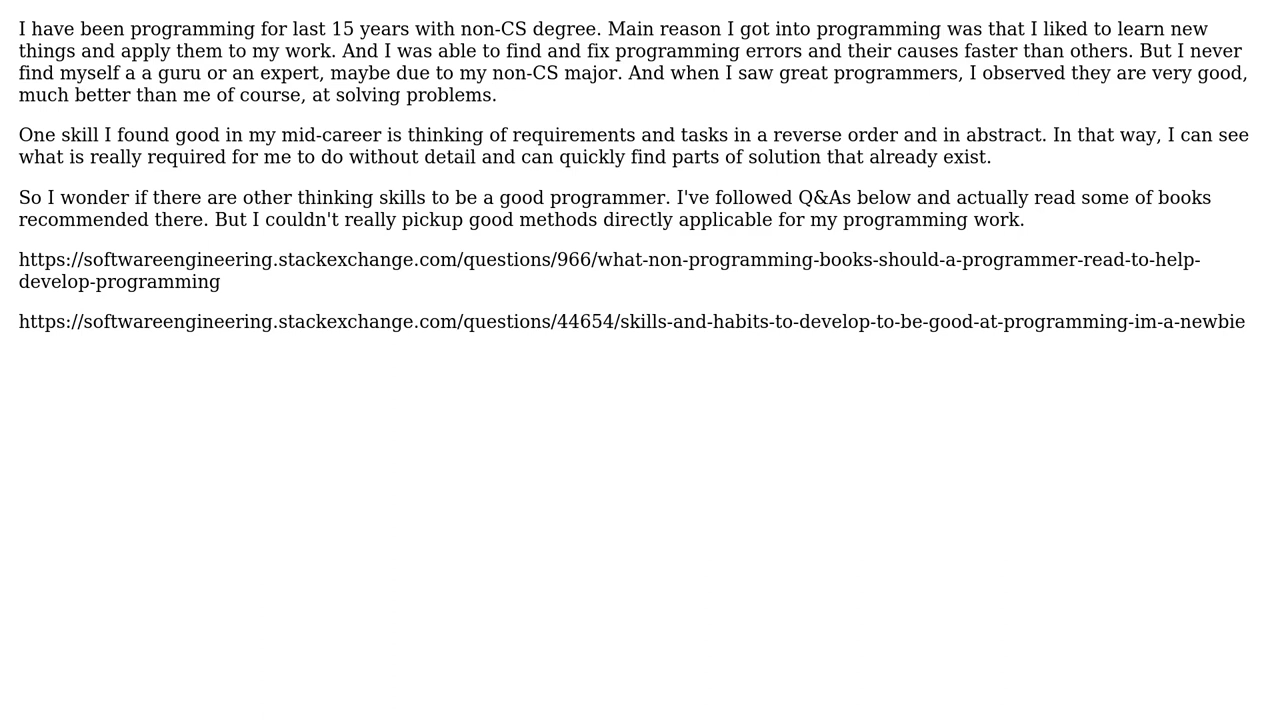 I have been programming for last 15 years with non-CS degree. Main reason I got into programming was that I liked to learn new
things and apply them to my work. And I was able to find and fix programming errors and their causes faster than others. But I never
find myself a a guru or an expert, maybe due to my non-CS major. And when I saw great programmers, I observed they are very good,
much better than me of course, at solving problems.
One skill I found good in my mid-career is thinking of requirements and tasks in a reverse order and in abstract. In that way, I can see
what is really required for me to do without detail and can quickly find parts of solution that already exist.
So I wonder if there are other thinking skills to be a good programmer. I've followed Q&As below and actually read some of books
recommended there. But I couldn't really pickup good methods directly applicable for my programming work.
https://softwareengineering.stackexchange.com/questions/966/what-non-programming-books-should-a-programmer-read-to-help-
develop-programming
https://softwareengineering.stackexchange.com/questions/44654/skills-and-habits-to-develop-to-be-good-at-programming-im-a-newbie